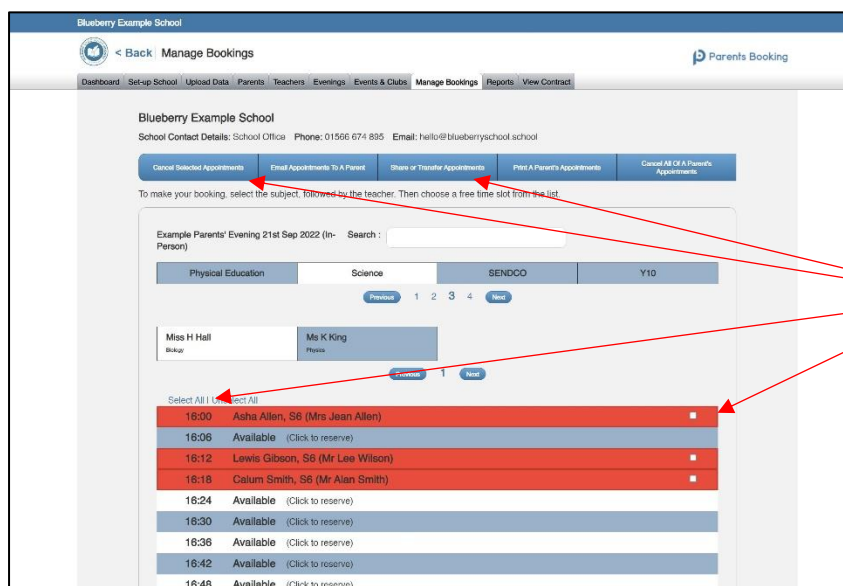 Blueberry Example School
< Back Manage Bookings
Parents Booking
Dashboard Set-up School Upload Data Parents Teachers Evenings Events & Clubs Manage Bookings Reports View Contract
Blueberry Example School
School Contact Details: School Office Phone: 01566 674 895 Email: hello@blueberryschool.school
Cancel Selected Appointments Email Appointments To A Parent Share or Transfer Appointments Print A Parent's Appointments Cancel All Of A Parent's
Appointments
To make your booking, select the subject, followed by the teacher. Then choose a free time slot from the list.
Example Parents' Evening 21st Sep 2022 (In- Search :
Person)
Physical Education Science SENDCO Y10
Previous 1 2 3 4 Next
Miss H Hall Ms K King
Biology Physics
Previous 1 Next
Select All | Unselect All
16:00 Asha Allen, S6 (Mrs Jean Allen)
16:06 Available (Click to reserve)
16:12 Lewis Gibson, S6 (Mr Lee Wilson)
16:18 Calum Smith, S6 (Mr Alan Smith)
16:24 Available (Click to reserve)
16:30 Available (Click to reserve)
16:36 Available (Click to reserve)
16:42 Available (Click to reserve)
16:48 Available (Click to reserve)